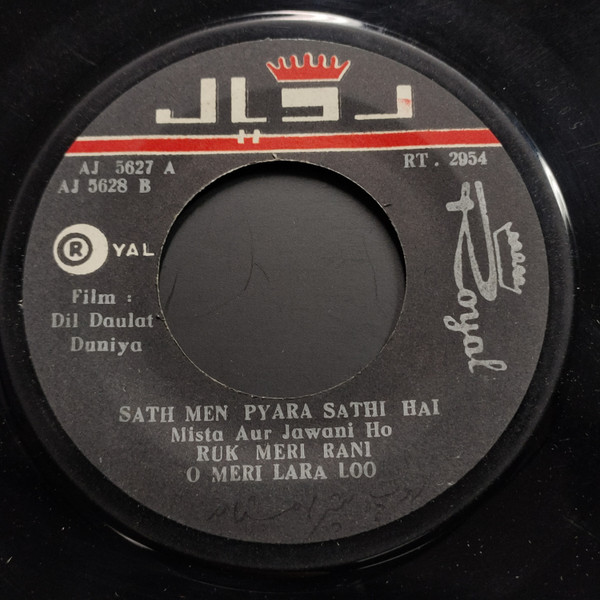 رویال
AJ 5627 A
AJ 5628 B
RT. 2954
® YAL
Royal
Film :
Dil Daulat
Duniya
SATH MEN PYARA SATHI HAI
Mista Aur Jawani Ho
RUK MERI RANI
O MERI LARA LOO